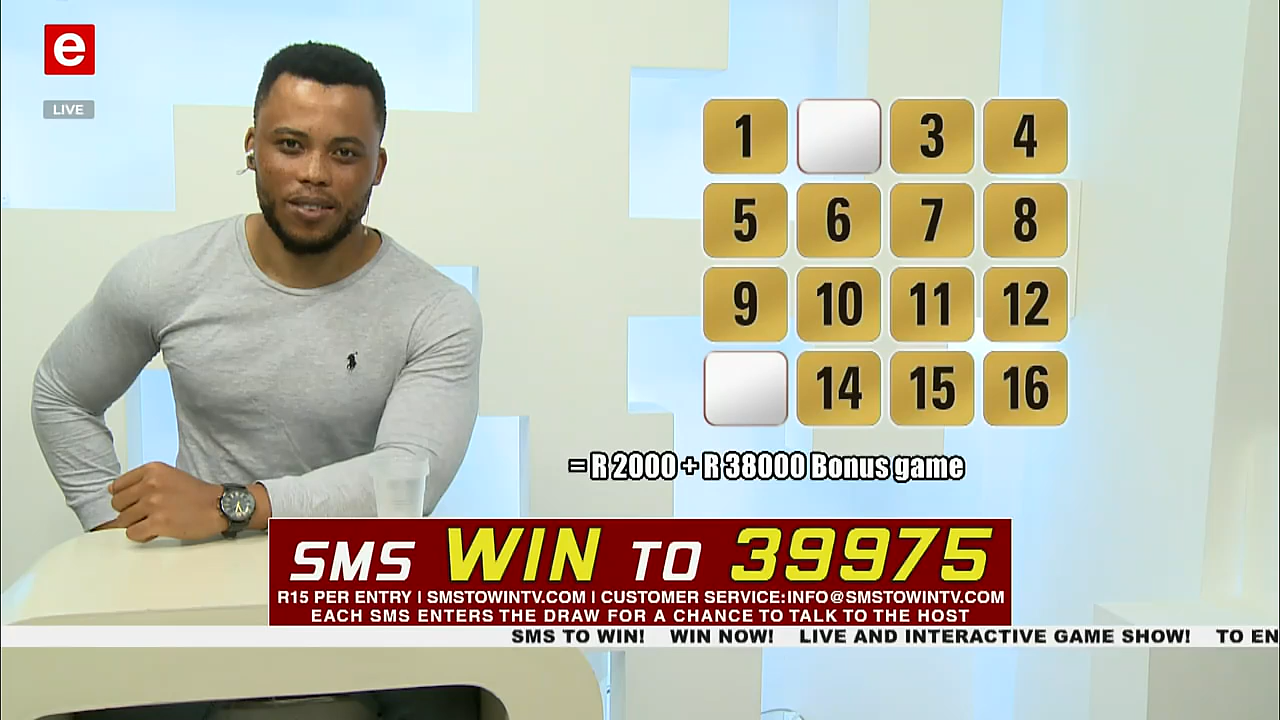 e
LIVE
1 3 4
5 6 7 8
9 10 11 12
14 15 16
= R 2000 + R 38000 Bonus game
SMS WIN TO 39975
R15 PER ENTRY | SMSTOWINTV.COM | CUSTOMER SERVICE:INFO@SMSTOWINTV.COM
EACH SMS ENTERS THE DRAW FOR A CHANCE TO TALK TO THE HOST
SMS TO WIN! WIN NOW! LIVE AND INTERACTIVE GAME SHOW! TO EN